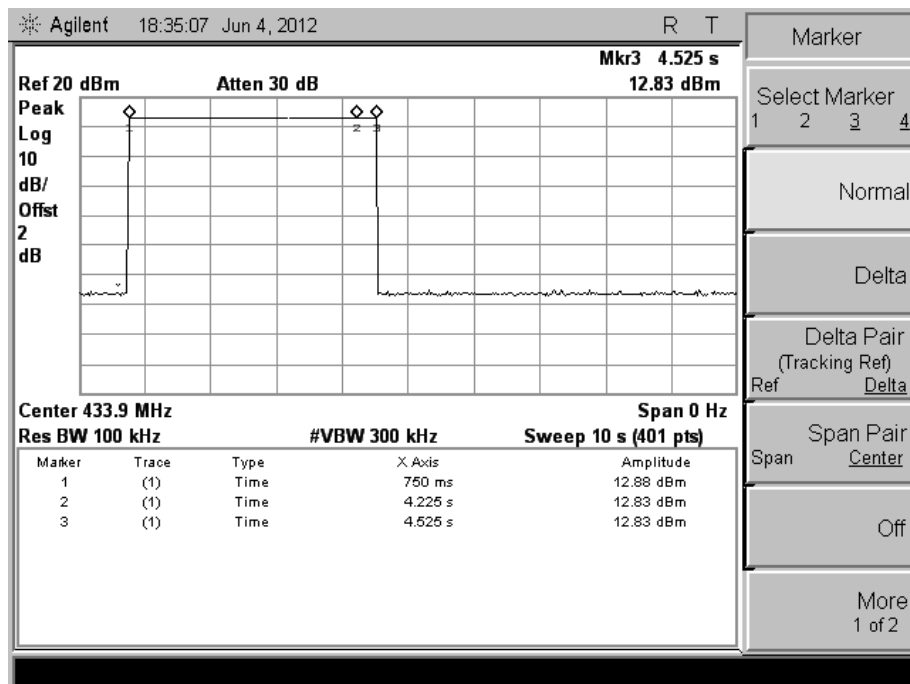 Agilent 18:35:07 Jun 4, 2012 R T
Mkr3 4.525 s
Ref 20 dBm Atten 30 dB 12.83 dBm
Peak
Log
10
dB/
Offst
2
dB
1 2 3
Center 433.9 MHz Span 0 Hz
Res BW 100 kHz #VBW 300 kHz Sweep 10 s (401 pts)
Marker Trace Type X Axis Amplitude
1 (1) Time 750 ms 12.88 dBm
2 (1) Time 4.225 s 12.83 dBm
3 (1) Time 4.525 s 12.83 dBm
Marker
Select Marker
1 2 3 4
Normal
Delta
Delta Pair
(Tracking Ref)
Ref Delta
Span Pair
Span Center
Off
More
1 of 2